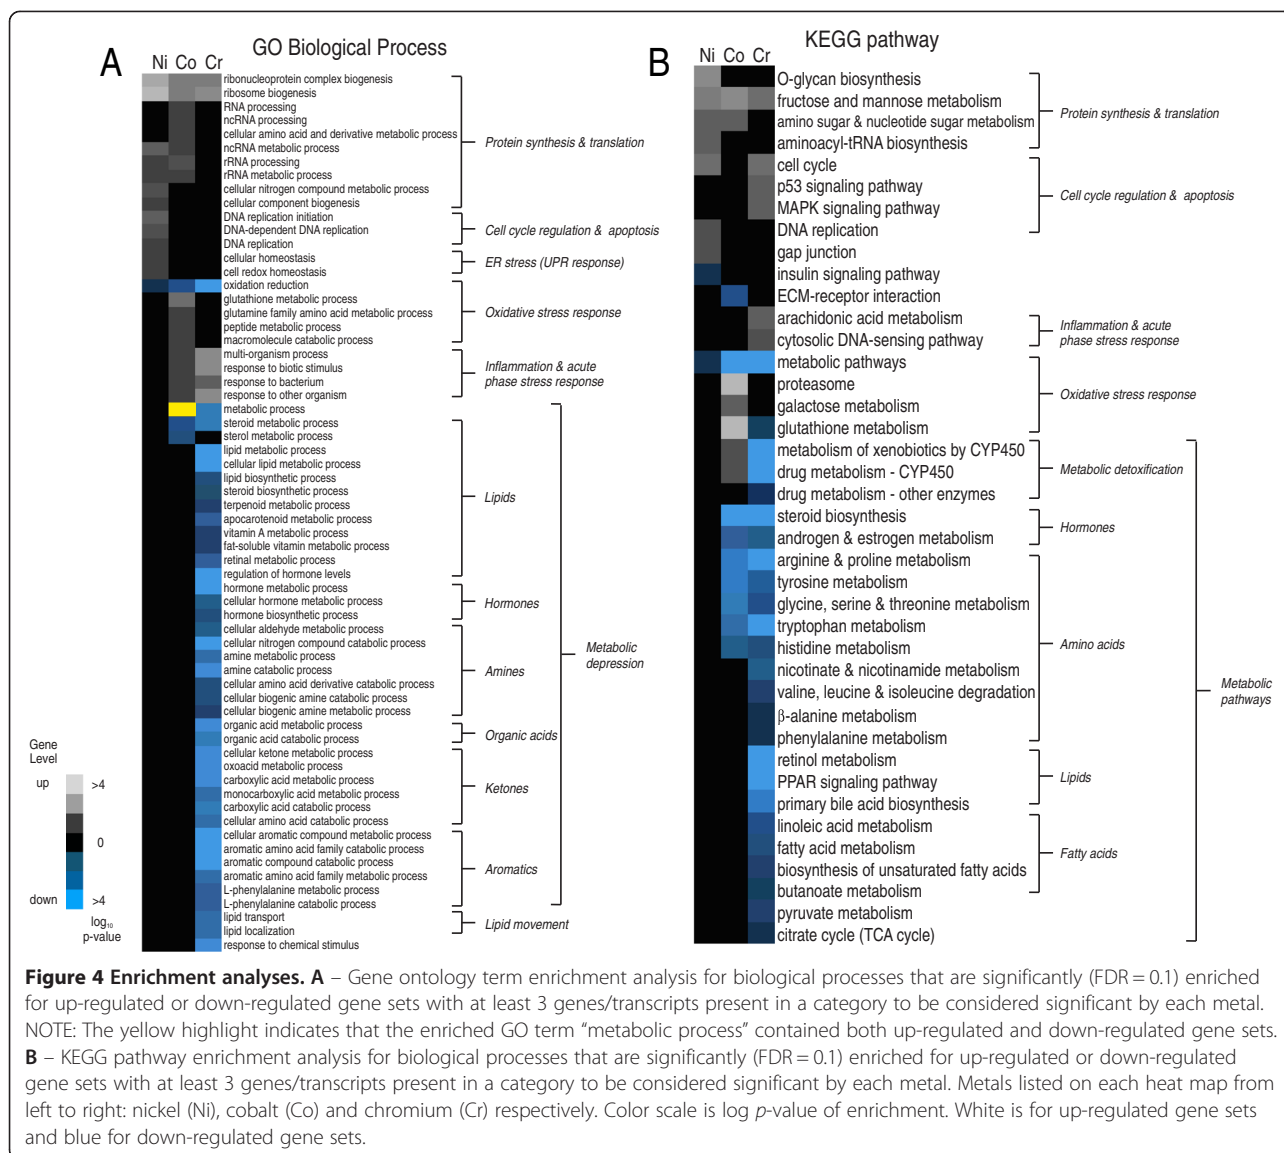 A
GO Biological Process
Ni Co Cr
ribonucleoprotein complex biogenesis
ribosome biogenesis
RNA processing
ncRNA processing
cellular amino acid and derivative metabolic process
ncRNA metabolic process
rRNA processing
rRNA metabolic process
cellular nitrogen compound metabolic process
cellular component biogenesis
DNA replication initiation
DNA-dependent DNA replication
DNA replication
cellular homeostasis
cell redox homeostasis
oxidation reduction
glutathione metabolic process
glutamine family amino acid metabolic process
peptide metabolic process
macromolecule catabolic process
multi-organism process
response to biotic stimulus
response to bacterium
response to other organism
metabolic process
steroid metabolic process
sterol metabolic process
lipid metabolic process
cellular lipid metabolic process
lipid biosynthetic process
steroid biosynthetic process
terpenoid metabolic process
apocarotenoid metabolic process
vitamin A metabolic process
fat-soluble vitamin metabolic process
retinal metabolic process
regulation of hormone levels
hormone metabolic process
cellular hormone metabolic process
hormone biosynthetic process
cellular aldehyde metabolic process
cellular nitrogen compound catabolic process
amine metabolic process
amine catabolic process
cellular amino acid derivative catabolic process
cellular biogenic amine catabolic process
cellular biogenic amine metabolic process
organic acid metabolic process
organic acid catabolic process
cellular ketone metabolic process
oxoacid metabolic process
carboxylic acid metabolic process
monocarboxylic acid metabolic process
carboxylic acid catabolic process
cellular amino acid catabolic process
cellular aromatic compound metabolic process
aromatic amino acid family catabolic process
aromatic compound catabolic process
aromatic amino acid family metabolic process
L-phenylalanine metabolic process
L-phenylalanine catabolic process
lipid transport
lipid localization
response to chemical stimulus
Protein synthesis & translation
Cell cycle regulation & apoptosis
ER stress (UPR response)
Oxidative stress response
Inflammation & acute
phase stress response
Lipids
Hormones
Amines
Organic acids
Ketones
Aromatics
Lipid movement
Metabolic
depression
Gene
Level
up
>4
0
down
>4
log₁₀
p-value
B
KEGG pathway
Ni Co Cr
O-glycan biosynthesis
fructose and mannose metabolism
amino sugar & nucleotide sugar metabolism
aminoacyl-tRNA biosynthesis
cell cycle
p53 signaling pathway
MAPK signaling pathway
DNA replication
gap junction
insulin signaling pathway
ECM-receptor interaction
arachidonic acid metabolism
cytosolic DNA-sensing pathway
metabolic pathways
proteasome
galactose metabolism
glutathione metabolism
metabolism of xenobiotics by CYP450
drug metabolism - CYP450
drug metabolism - other enzymes
steroid biosynthesis
androgen & estrogen metabolism
arginine & proline metabolism
tyrosine metabolism
glycine, serine & threonine metabolism
tryptophan metabolism
histidine metabolism
nicotinate & nicotinamide metabolism
valine, leucine & isoleucine degradation
β-alanine metabolism
phenylalanine metabolism
retinol metabolism
PPAR signaling pathway
primary bile acid biosynthesis
linoleic acid metabolism
fatty acid metabolism
biosynthesis of unsaturated fatty acids
butanoate metabolism
pyruvate metabolism
citrate cycle (TCA cycle)
Protein synthesis & translation
Cell cycle regulation & apoptosis
Inflammation & acute
phase stress response
Oxidative stress response
Metabolic detoxification
Hormones
Amino acids
Lipids
Fatty acids
Metabolic
pathways
Figure 4 Enrichment analyses. A – Gene ontology term enrichment analysis for biological processes that are significantly (FDR = 0.1) enriched
for up-regulated or down-regulated gene sets with at least 3 genes/transcripts present in a category to be considered significant by each metal.
NOTE: The yellow highlight indicates that the enriched GO term “metabolic process” contained both up-regulated and down-regulated gene sets.
B – KEGG pathway enrichment analysis for biological processes that are significantly (FDR = 0.1) enriched for up-regulated or down-regulated
gene sets with at least 3 genes/transcripts present in a category to be considered significant by each metal. Metals listed on each heat map from
left to right: nickel (Ni), cobalt (Co) and chromium (Cr) respectively. Color scale is log p-value of enrichment. White is for up-regulated gene sets
and blue for down-regulated gene sets.